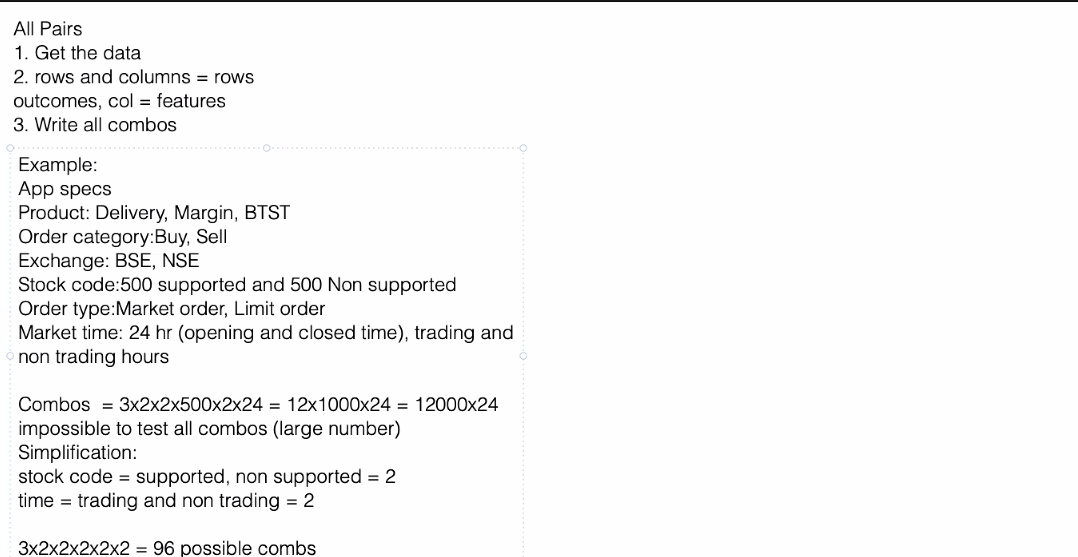 All Pairs
1. Get the data
2. rows and columns = rows
outcomes, col = features
3. Write all combos
Example:
App specs
Product: Delivery, Margin, BTST
Order category:Buy, Sell
Exchange: BSE, NSE
Stock code:500 supported and 500 Non supported
Order type:Market order, Limit order
Market time: 24 hr (opening and closed time), trading and
non trading hours
Combos  = 3x2x2x500x2x24 = 12x1000x24 = 12000x24
impossible to test all combos (large number)
Simplification:
stock code = supported, non supported = 2
time = trading and non trading = 2
3x2x2x2x2x2 = 96 possible combs